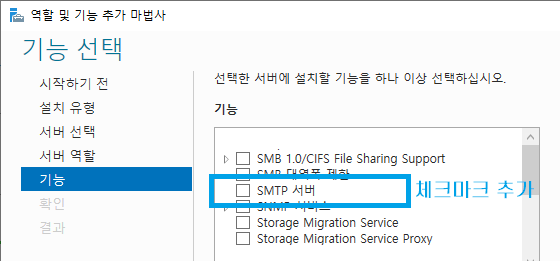 역할 및 기능 추가 마법사
기능 선택
시작하기 전
설치 유형
서버 선택
서버 역할
기능
확인
결과
선택한 서버에 설치할 기능을 하나 이상 선택하십시오.
기능
SMB 1.0/CIFS File Sharing Support
SMB 대역폭 제한
SMTP 서버
체크마크 추가
SNMP 서비스
Storage Migration Service
Storage Migration Service Proxy